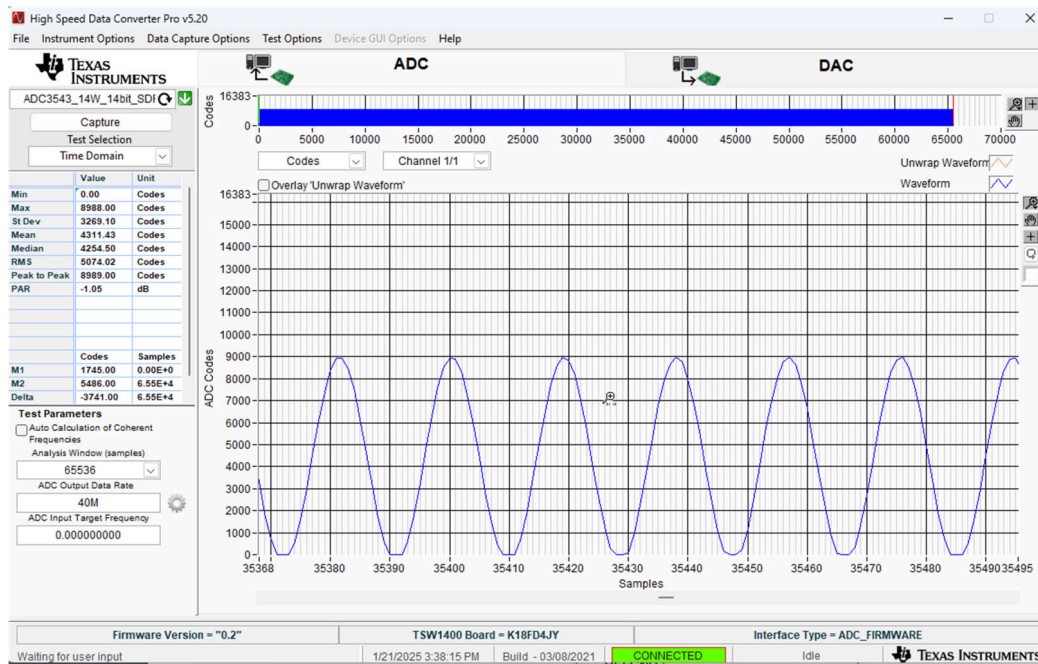 High Speed Data Converter Pro v5.20
File Instrument Options Data Capture Options Test Options Device GUI Options Help
TEXAS INSTRUMENTS
ADC
DAC
ADC3543_14W_14bit_SDR
Capture
Test Selection
Time Domain
Value Unit
Min 0.00 Codes
Max 8988.00 Codes
St Dev 3269.10 Codes
Mean 4311.43 Codes
Median 4254.50 Codes
RMS 5074.02 Codes
Peak to Peak 8989.00 Codes
PAR -1.05 dB
Codes Samples
M1 1745.00 0.00E+0
M2 5486.00 6.55E+4
Delta -3741.00 6.55E+4
Test Parameters
Auto Calculation of Coherent
Frequencies
Analysis Window (samples)
65536
ADC Output Data Rate
40M
ADC Input Target Frequency
0.000000000
Codes
16383
0
0 5000 10000 15000 20000 25000 30000 35000 40000 45000 50000 55000 60000 65000 70000
Codes
Channel 1/1
Unwrap Waveform
Overlay 'Unwrap Waveform'
Waveform
ADC Codes
16383
15000
14000
13000
12000
11000
10000
9000
8000
7000
6000
5000
4000
3000
2000
1000
0
35368 35380 35390 35400 35410 35420 35430 35440 35450 35460 35470 35480 35490 35495
Samples
Firmware Version = "0.2"
TSW1400 Board = K18FD4JY
Interface Type = ADC_FIRMWARE
Waiting for user input
1/21/2025 3:38:15 PM
Build - 03/08/2021
CONNECTED
Idle
TEXAS INSTRUMENTS